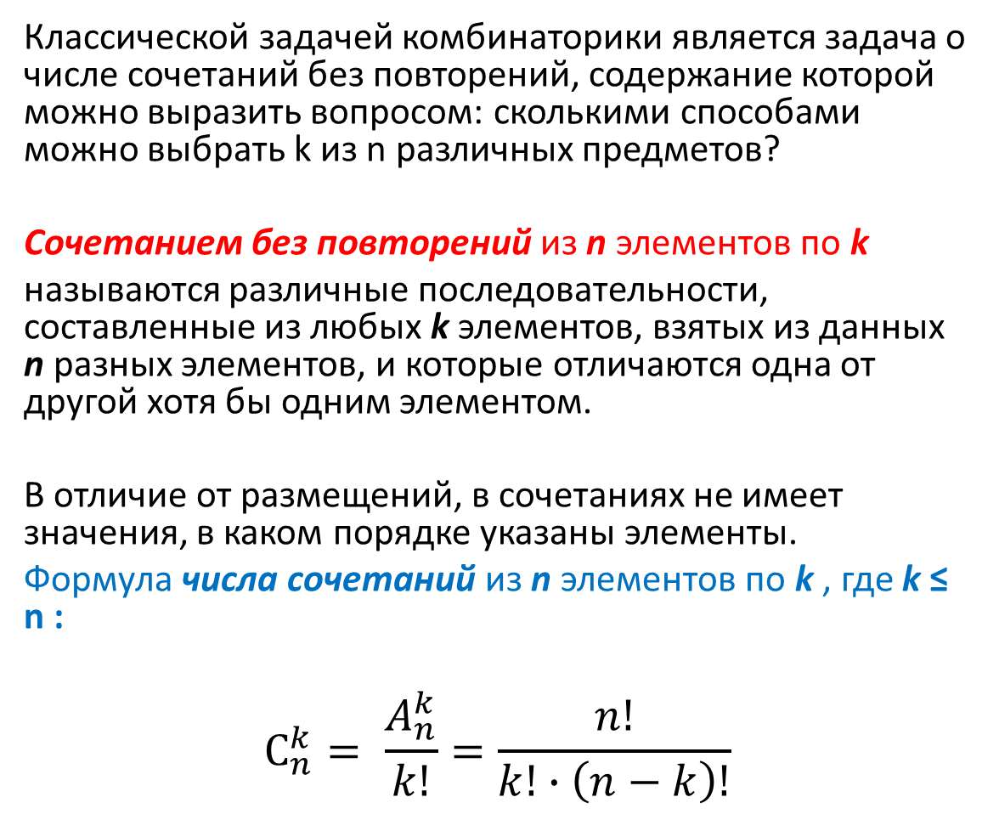 Классической задачей комбинаторики является задача о
числе сочетаний без повторений, содержание которой
можно выразить вопросом: сколькими способами
можно выбрать k из n различных предметов?
Сочетанием без повторений из n элементов по k
называются различные последовательности,
составленные из любых k элементов, взятых из данных
n разных элементов, и которые отличаются одна от
другой хотя бы одним элементом.
В отличие от размещений, в сочетаниях не имеет
значения, в каком порядке указаны элементы.
Формула числа сочетаний из n элементов по k , где k ≤
n :
C_n^k = A_n^k / k! = n! / (k! · (n − k)!)